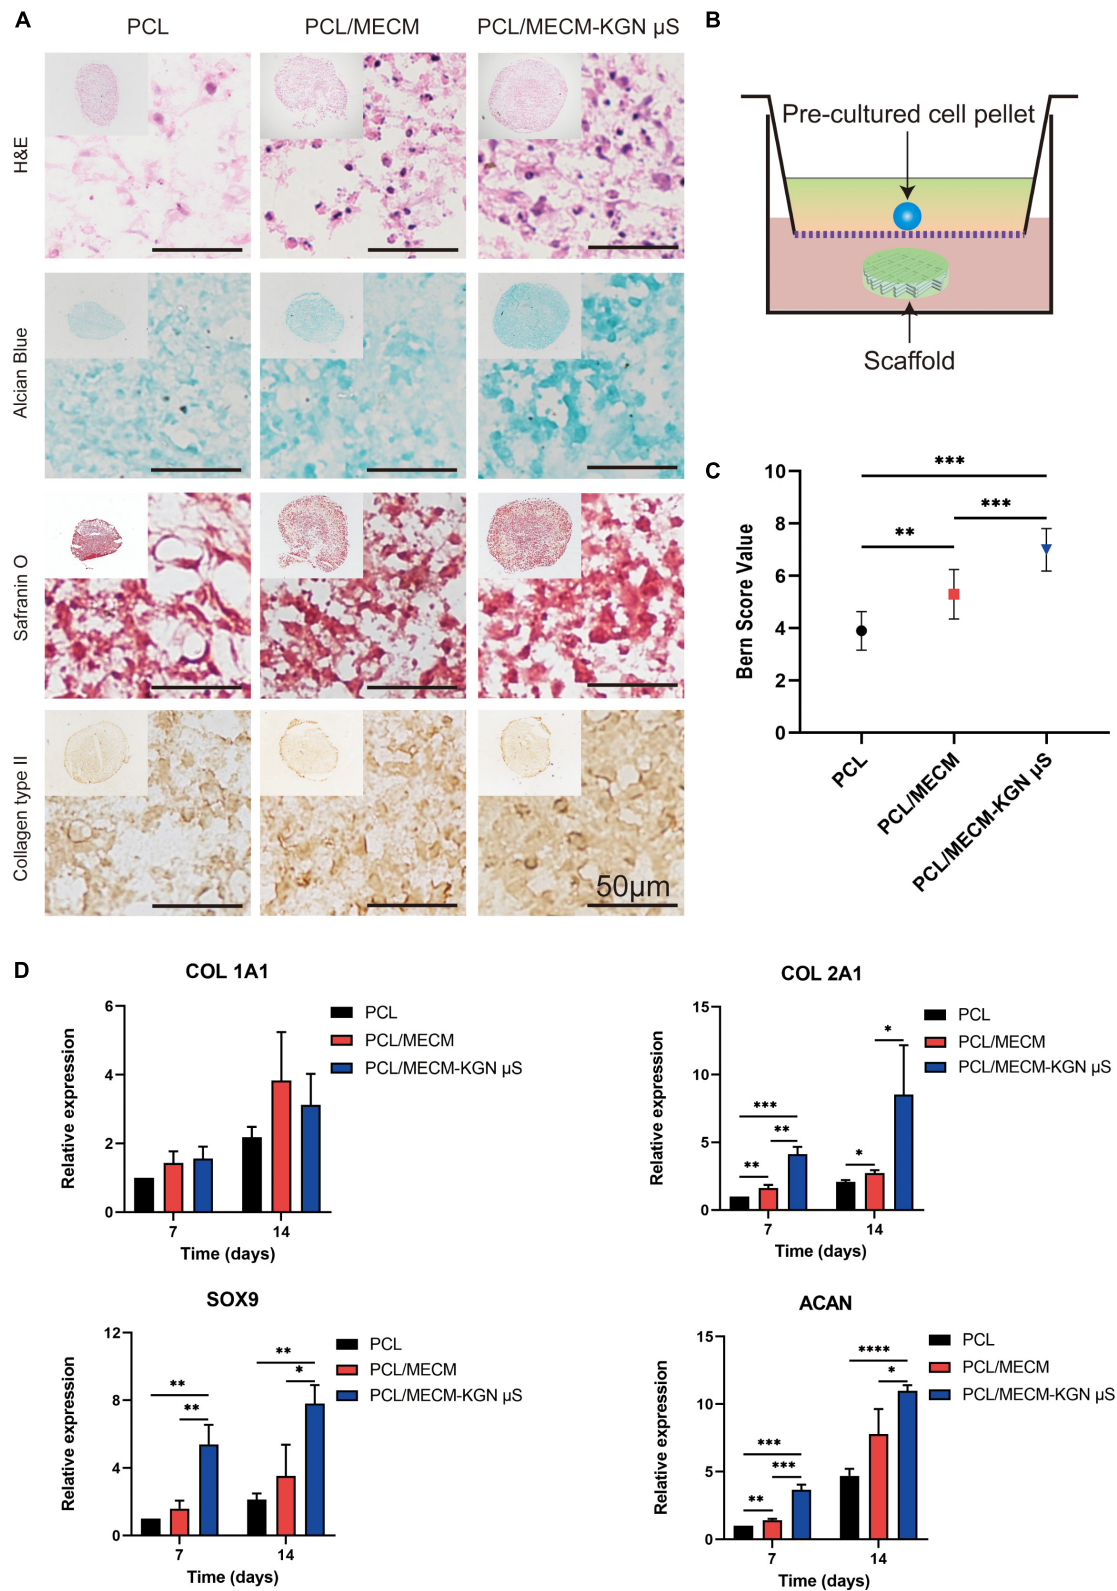 A
PCL
PCL/MECM
PCL/MECM-KGN µS
H&E
Alcian Blue
Safranin O
Collagen type II
50µm
B
Pre-cultured cell pellet
Scaffold
C
Bern Score Value
10
8
6
4
2
0
***
***
**
PCL
PCL/MECM
PCL/MECM-KGN µS
D
COL 1A1
Relative expression
6
4
2
0
7
14
Time (days)
PCL
PCL/MECM
PCL/MECM-KGN µS
COL 2A1
Relative expression
15
10
5
0
***
**
**
*
*
7
14
Time (days)
PCL
PCL/MECM
PCL/MECM-KGN µS
SOX9
Relative expression
12
8
4
0
**
**
**
*
7
14
Time (days)
PCL
PCL/MECM
PCL/MECM-KGN µS
ACAN
Relative expression
15
10
5
0
***
***
**
****
*
7
14
Time (days)
PCL
PCL/MECM
PCL/MECM-KGN µS